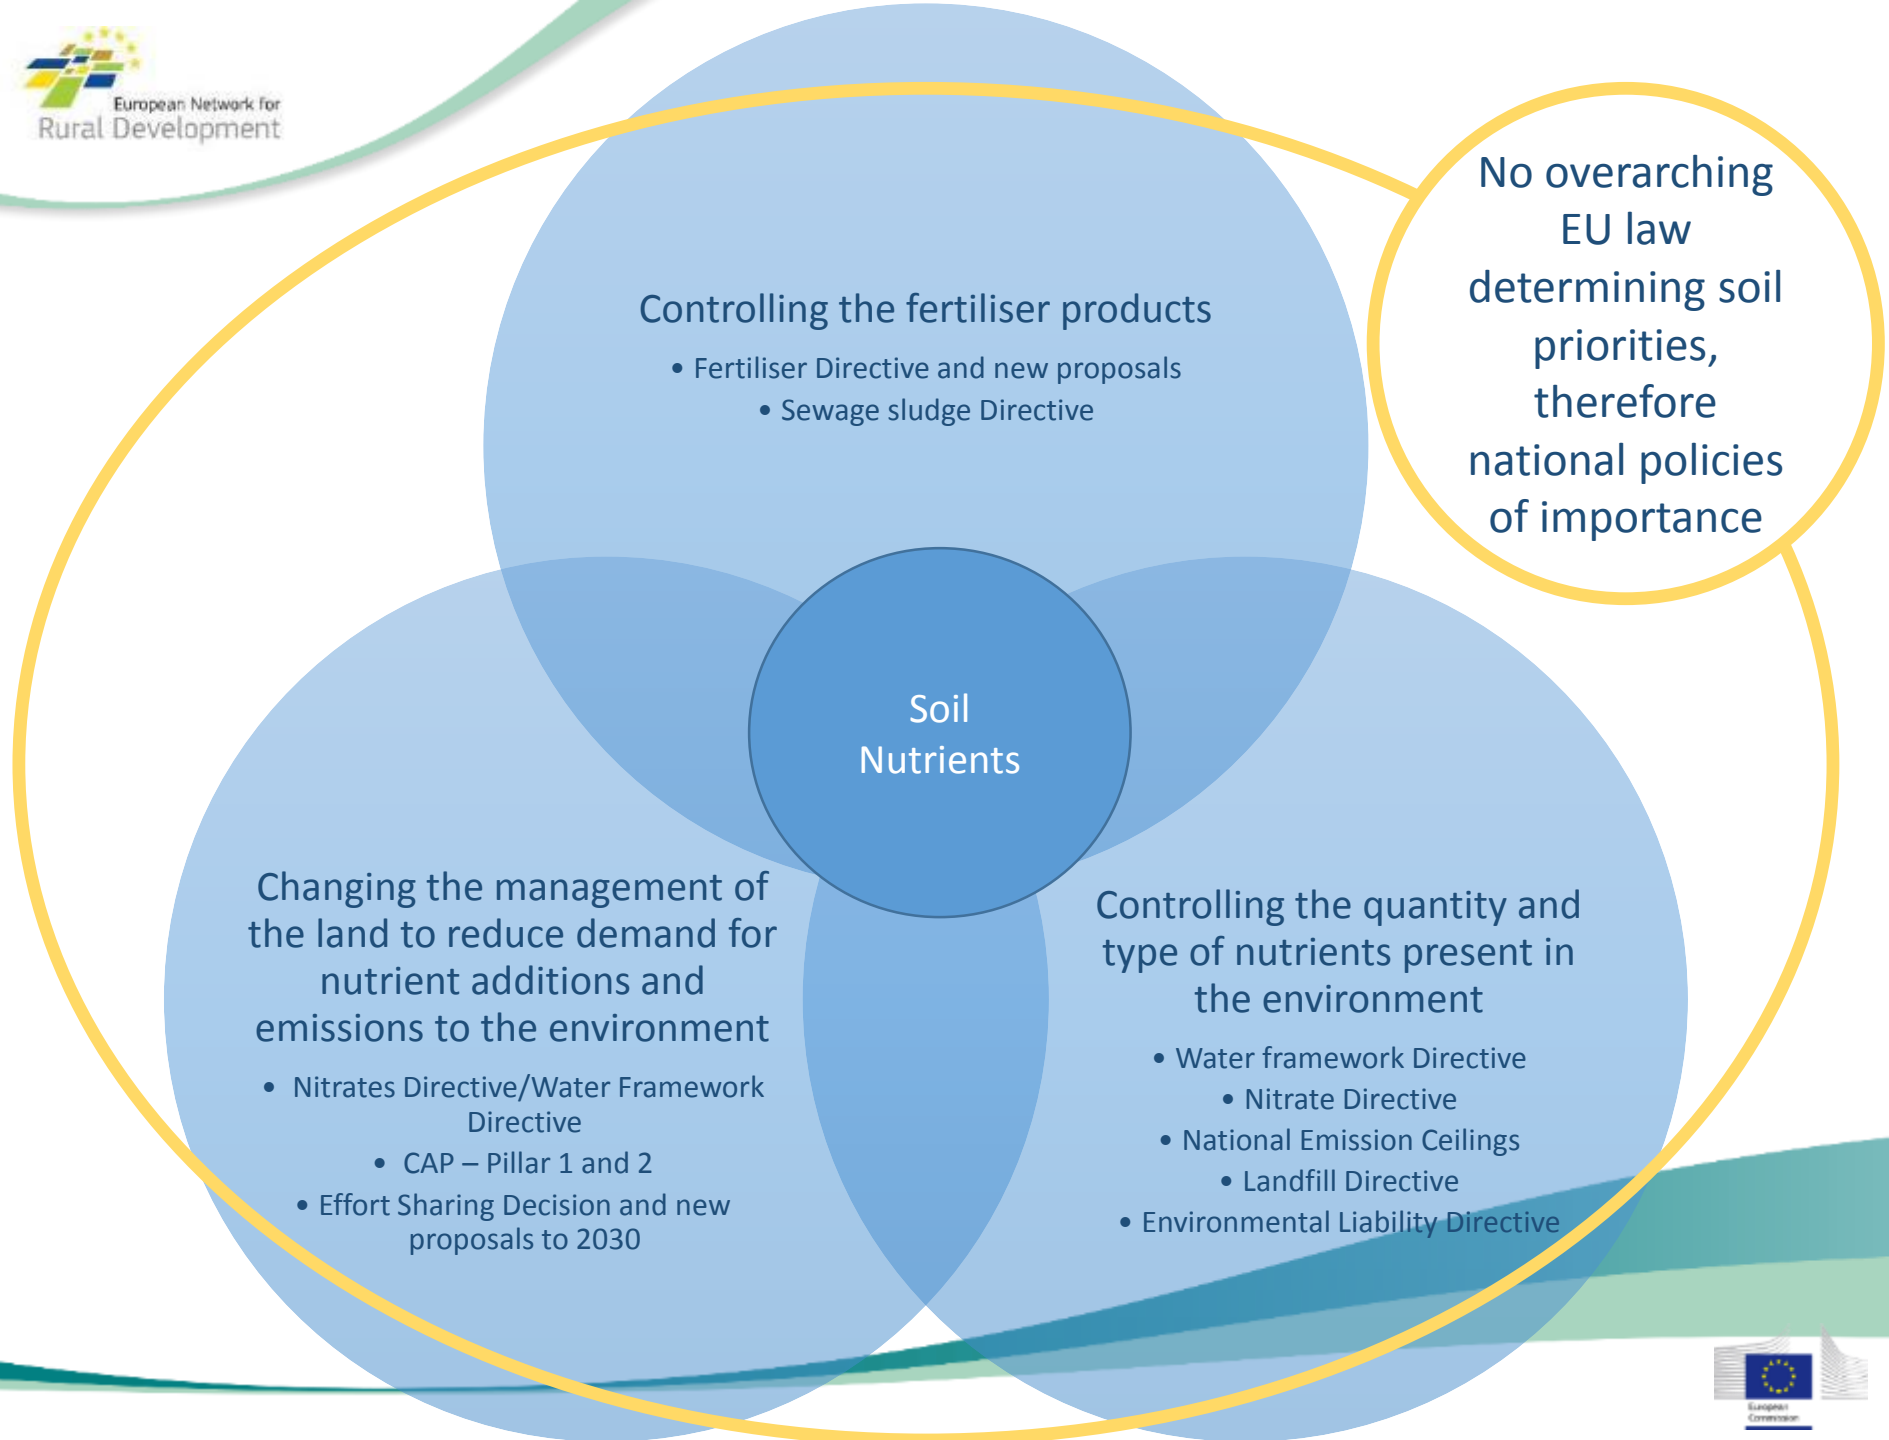 European Network for
Rural Development
No overarching
EU law
determining soil
priorities,
therefore
national policies
of importance
Controlling the fertiliser products
• Fertiliser Directive and new proposals
• Sewage sludge Directive
Soil
Nutrients
Changing the management of
the land to reduce demand for
nutrient additions and
emissions to the environment
• Nitrates Directive/Water Framework
Directive
• CAP – Pillar 1 and 2
• Effort Sharing Decision and new
proposals to 2030
Controlling the quantity and
type of nutrients present in
the environment
• Water framework Directive
• Nitrate Directive
• National Emission Ceilings
• Landfill Directive
• Environmental Liability Directive
European
Commission